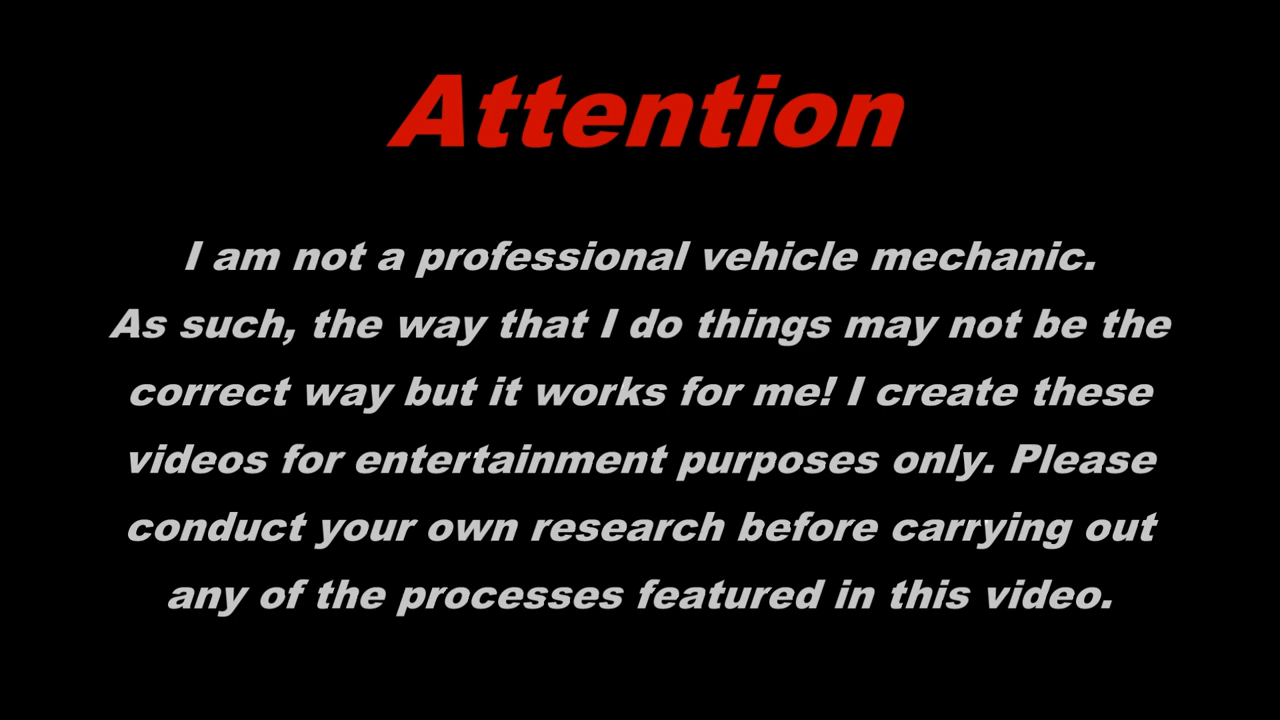 Attention
I am not a professional vehicle mechanic.
As such, the way that I do things may not be the
correct way but it works for me! I create these
videos for entertainment purposes only. Please
conduct your own research before carrying out
any of the processes featured in this video.